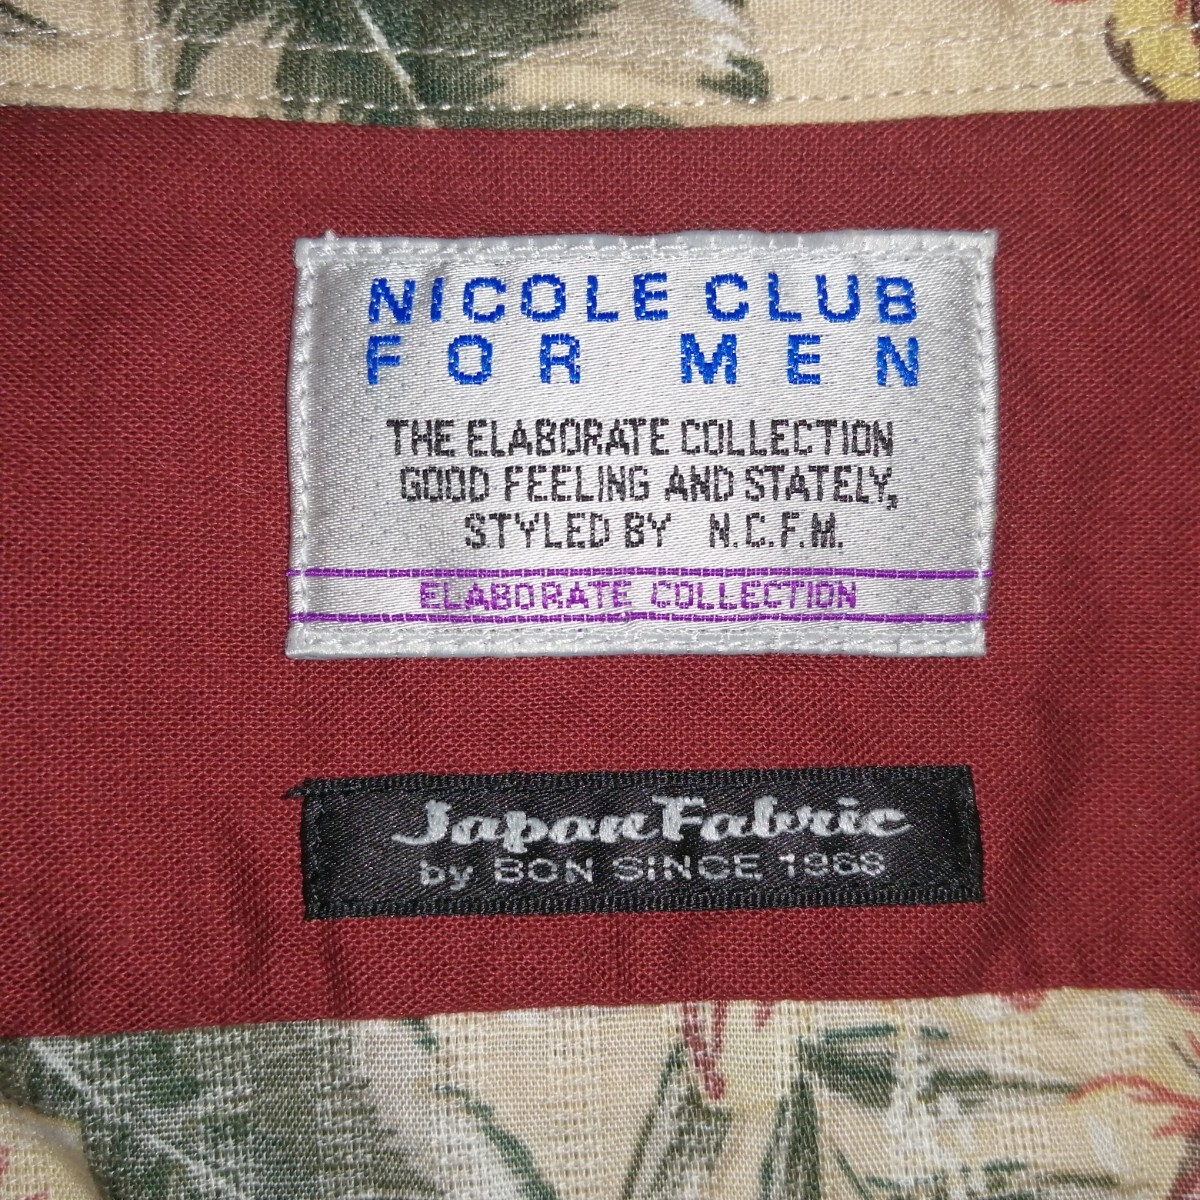 NICOLE CLUB
FOR MEN
THE ELABORATE COLLECTION
GOOD FEELING AND STATELY,
STYLED BY N.C.F.M.
ELABORATE COLLECTION
Japan Fabric
by BON SINCE 1968